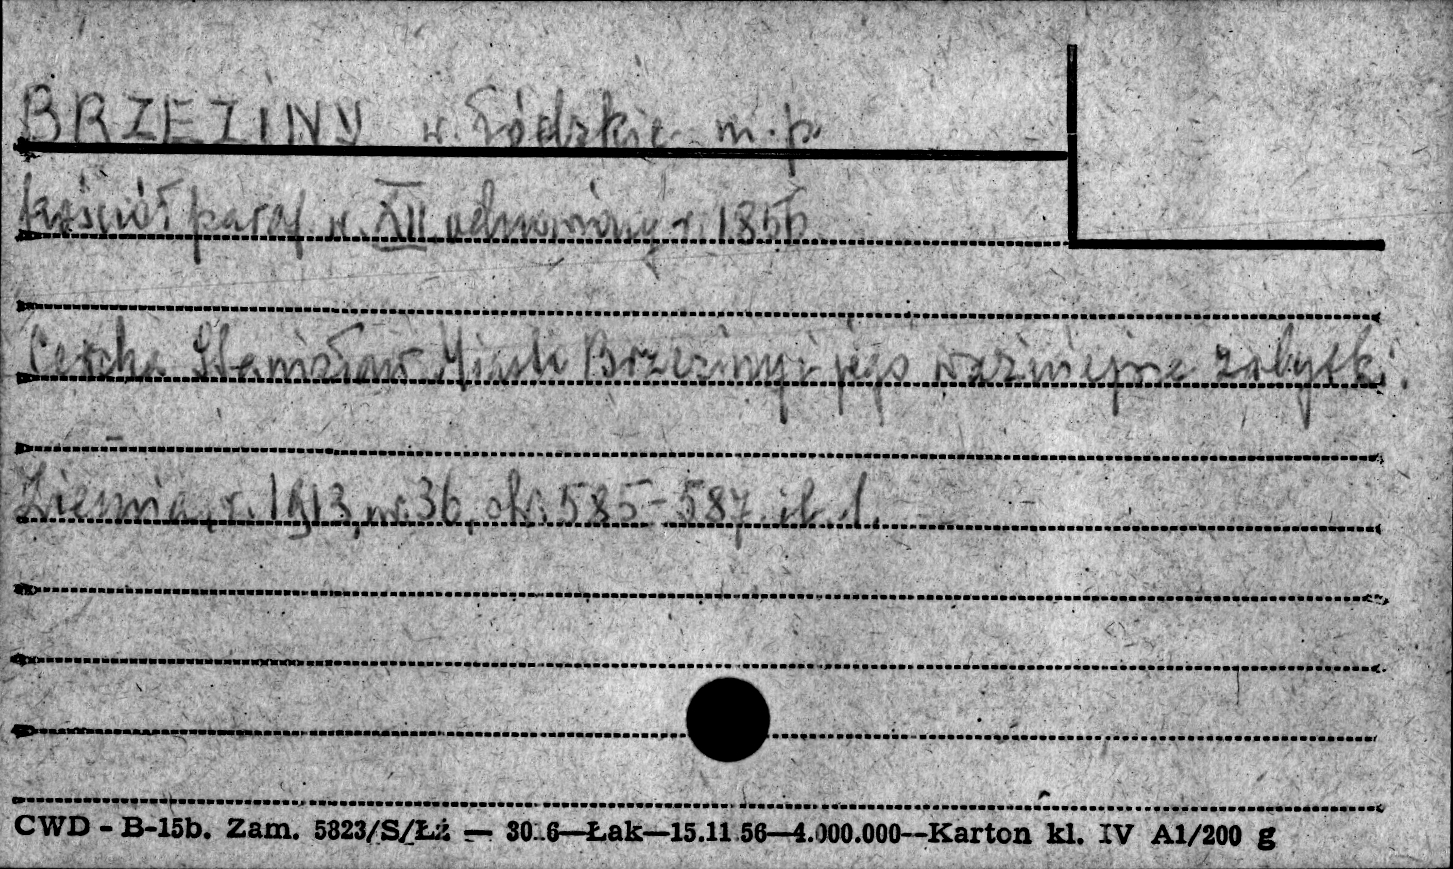 BRZEZINY w. Łódzkie m. p.
kościół paraf. w. XII odnowiony r. 1856
Cercha Stanisław Miasto Brzeziny i jego ważniejsze zabytki.
Ziemia, r. 1913, nr. 36, str. 585-587 il. 1.
CWD - B-15b. Zam. 5823/S/Łż — 30.6—Łak—15.11.56—4.000.000—Karton kl. IV A1/200 g